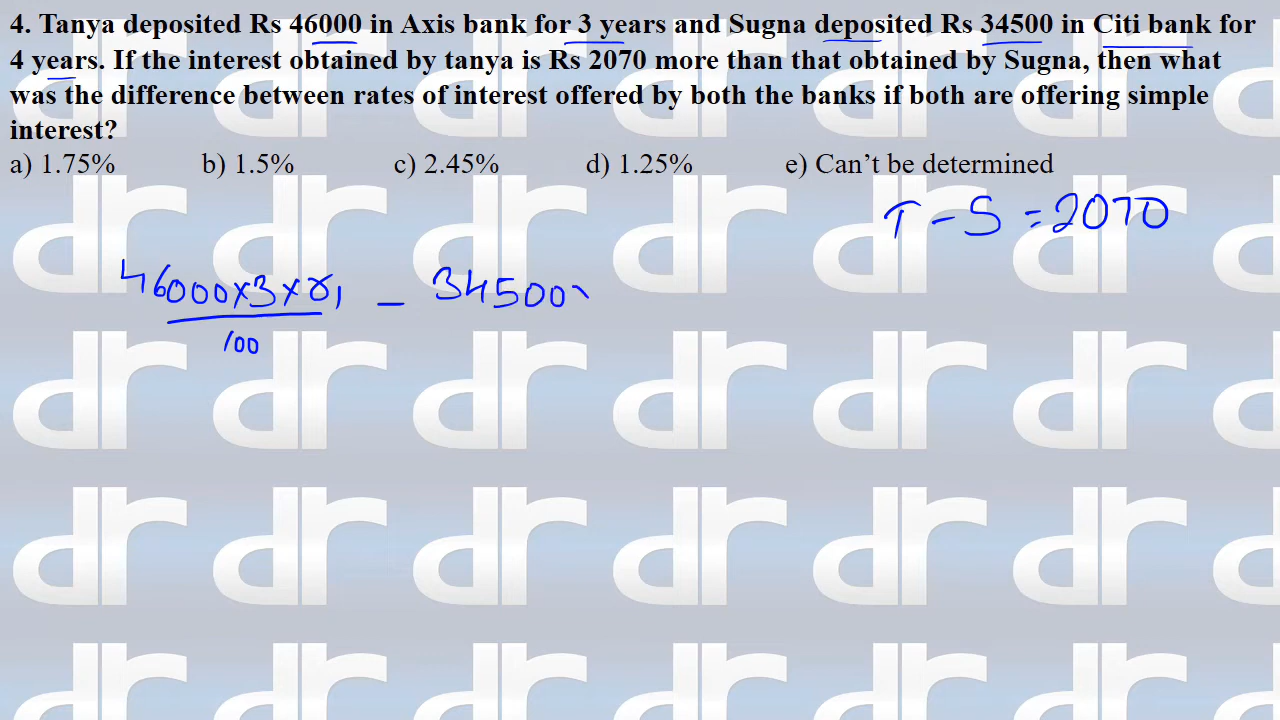 4. Tanya deposited Rs 46000 in Axis bank for 3 years and Sugna deposited Rs 34500 in Citi bank for
4 years. If the interest obtained by tanya is Rs 2070 more than that obtained by Sugna, then what
was the difference between rates of interest offered by both the banks if both are offering simple
interest?
a) 1.75% b) 1.5% c) 2.45% d) 1.25% e) Can’t be determined
T - S = 2070
46000×3×r1 - 34500
100